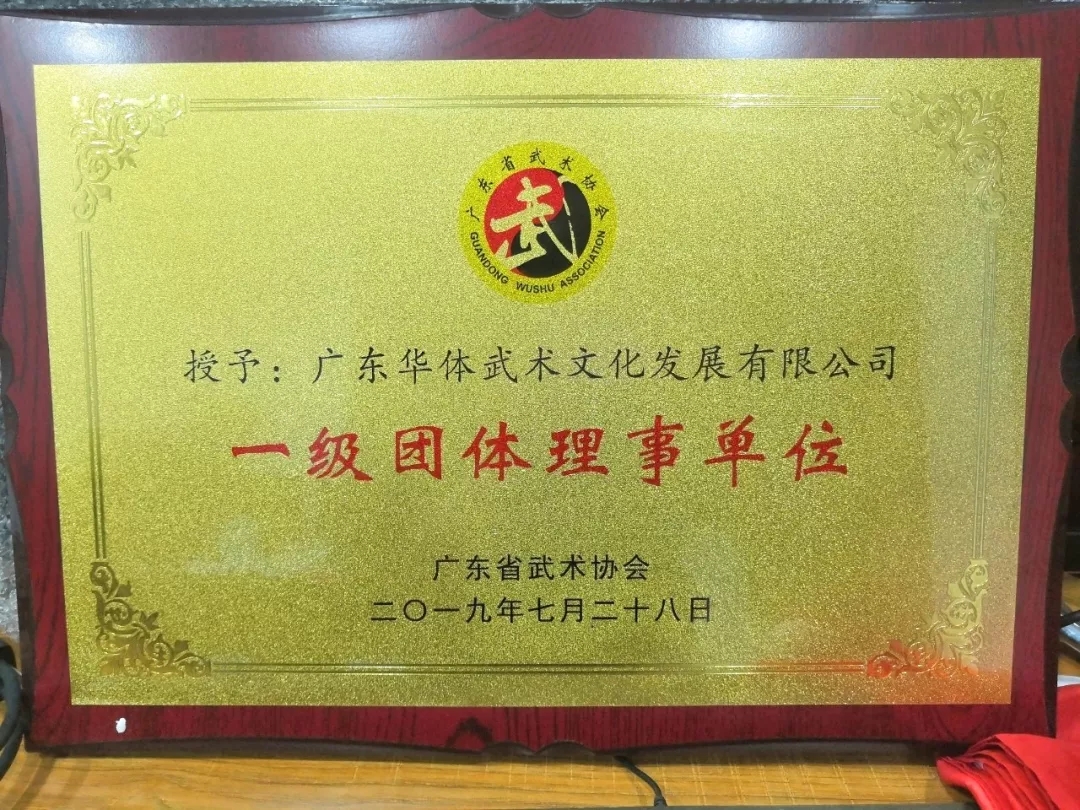 广东省武术协会
武
GUANDONG WUSHU ASSOCIATION
授予：广东华体武术文化发展有限公司
一级团体理事单位
广东省武术协会
二〇一九年七月二十八日